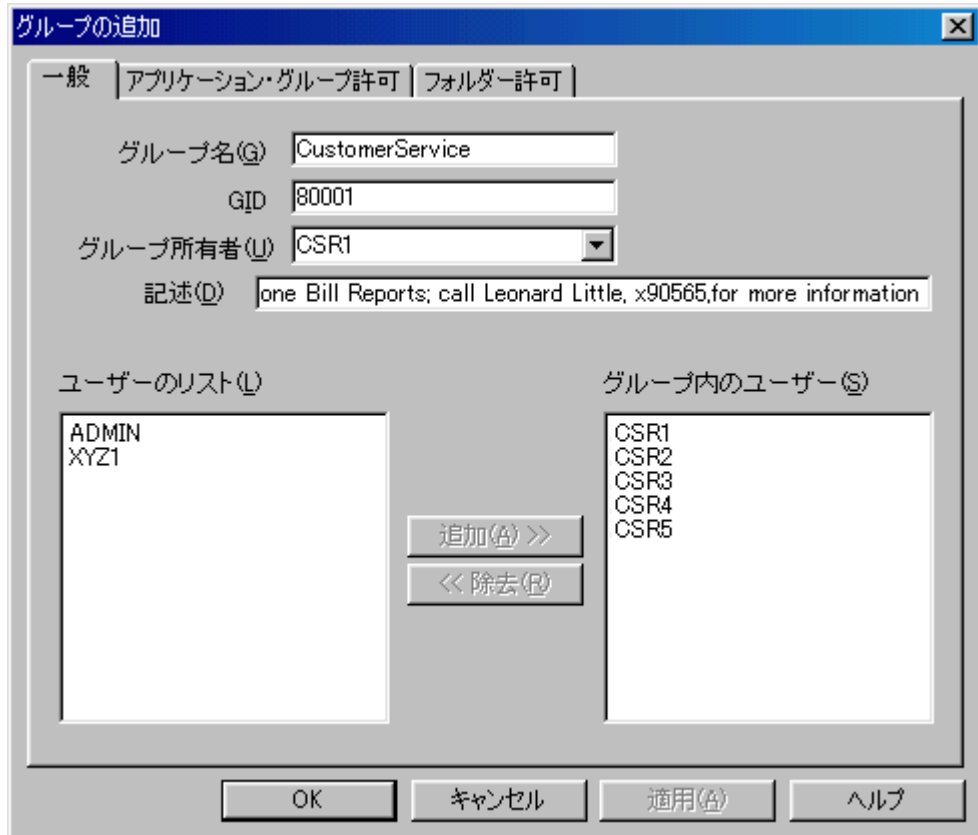 グループの追加
一般 アプリケーション・グループ許可 フォルダー許可
グループ名(G) CustomerService
GID 80001
グループ所有者(U) CSR1
記述(D) one Bill Reports; call Leonard Little, x90565,for more information
ユーザーのリスト(L) グループ内のユーザー(S)
ADMIN CSR1
XYZ1 CSR2
CSR3
CSR4
CSR5
追加(A) >>
<< 除去(R)
OK キャンセル 適用(A) ヘルプ